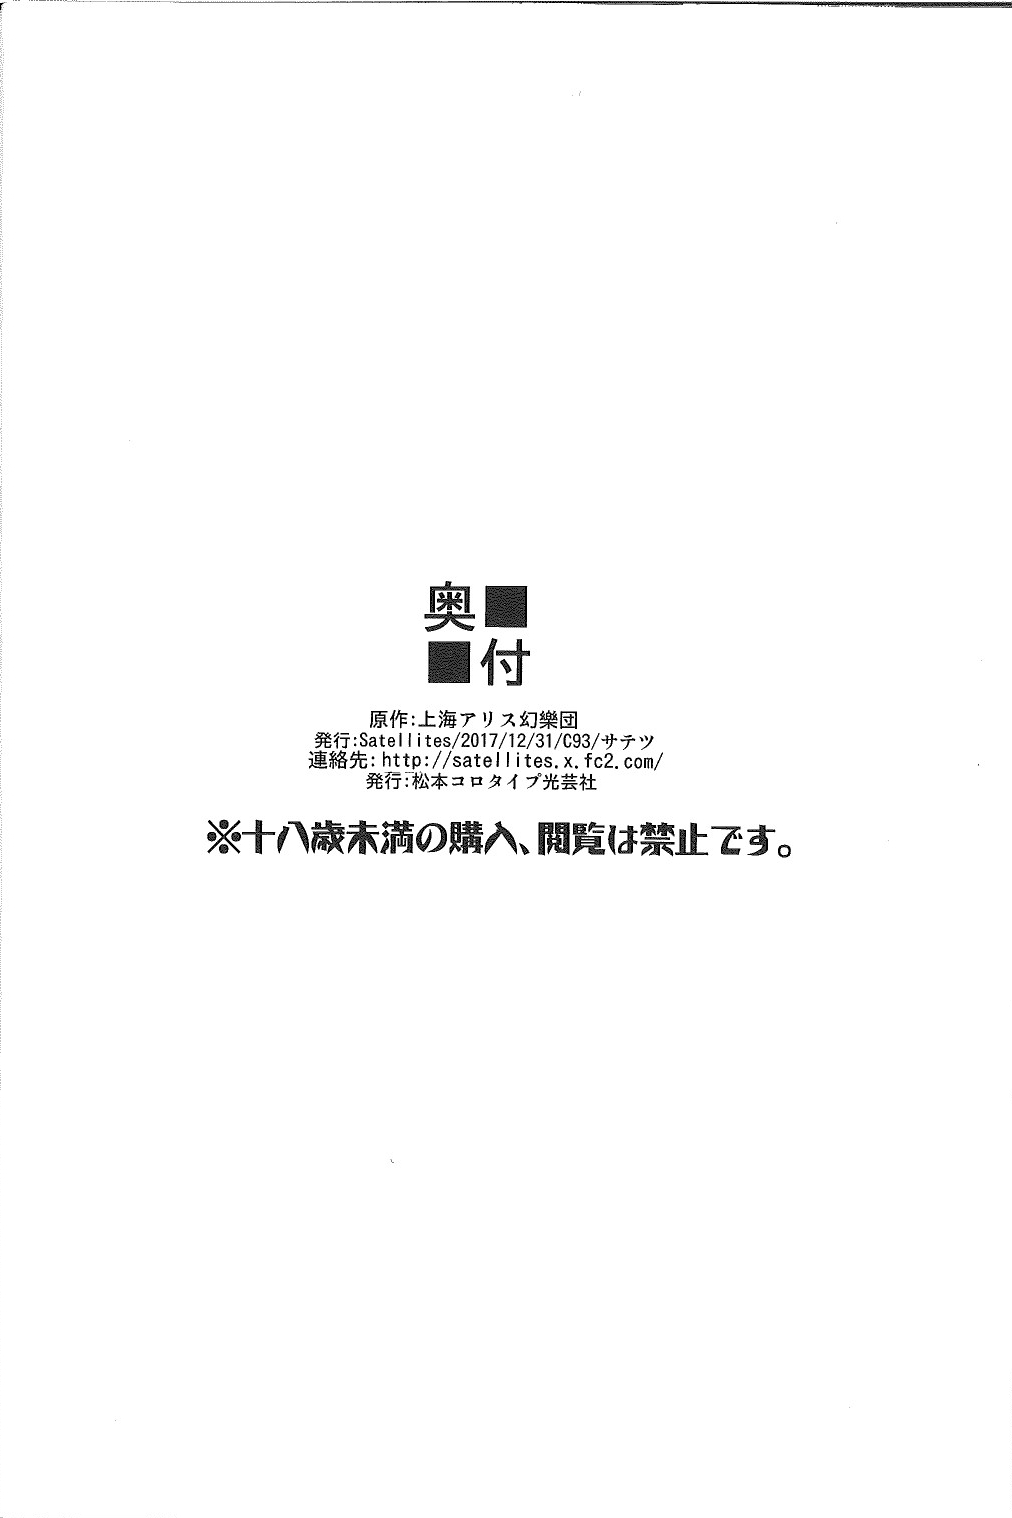 奥■
■付
原作:上海アリス幻樂団
発行:Satellites/2017/12/31/C93/サテツ
連絡先:http://satellites.x.fc2.com/
発行:松本コロタイプ光芸社
※十八歳未満の購入、閲覧は禁止です。